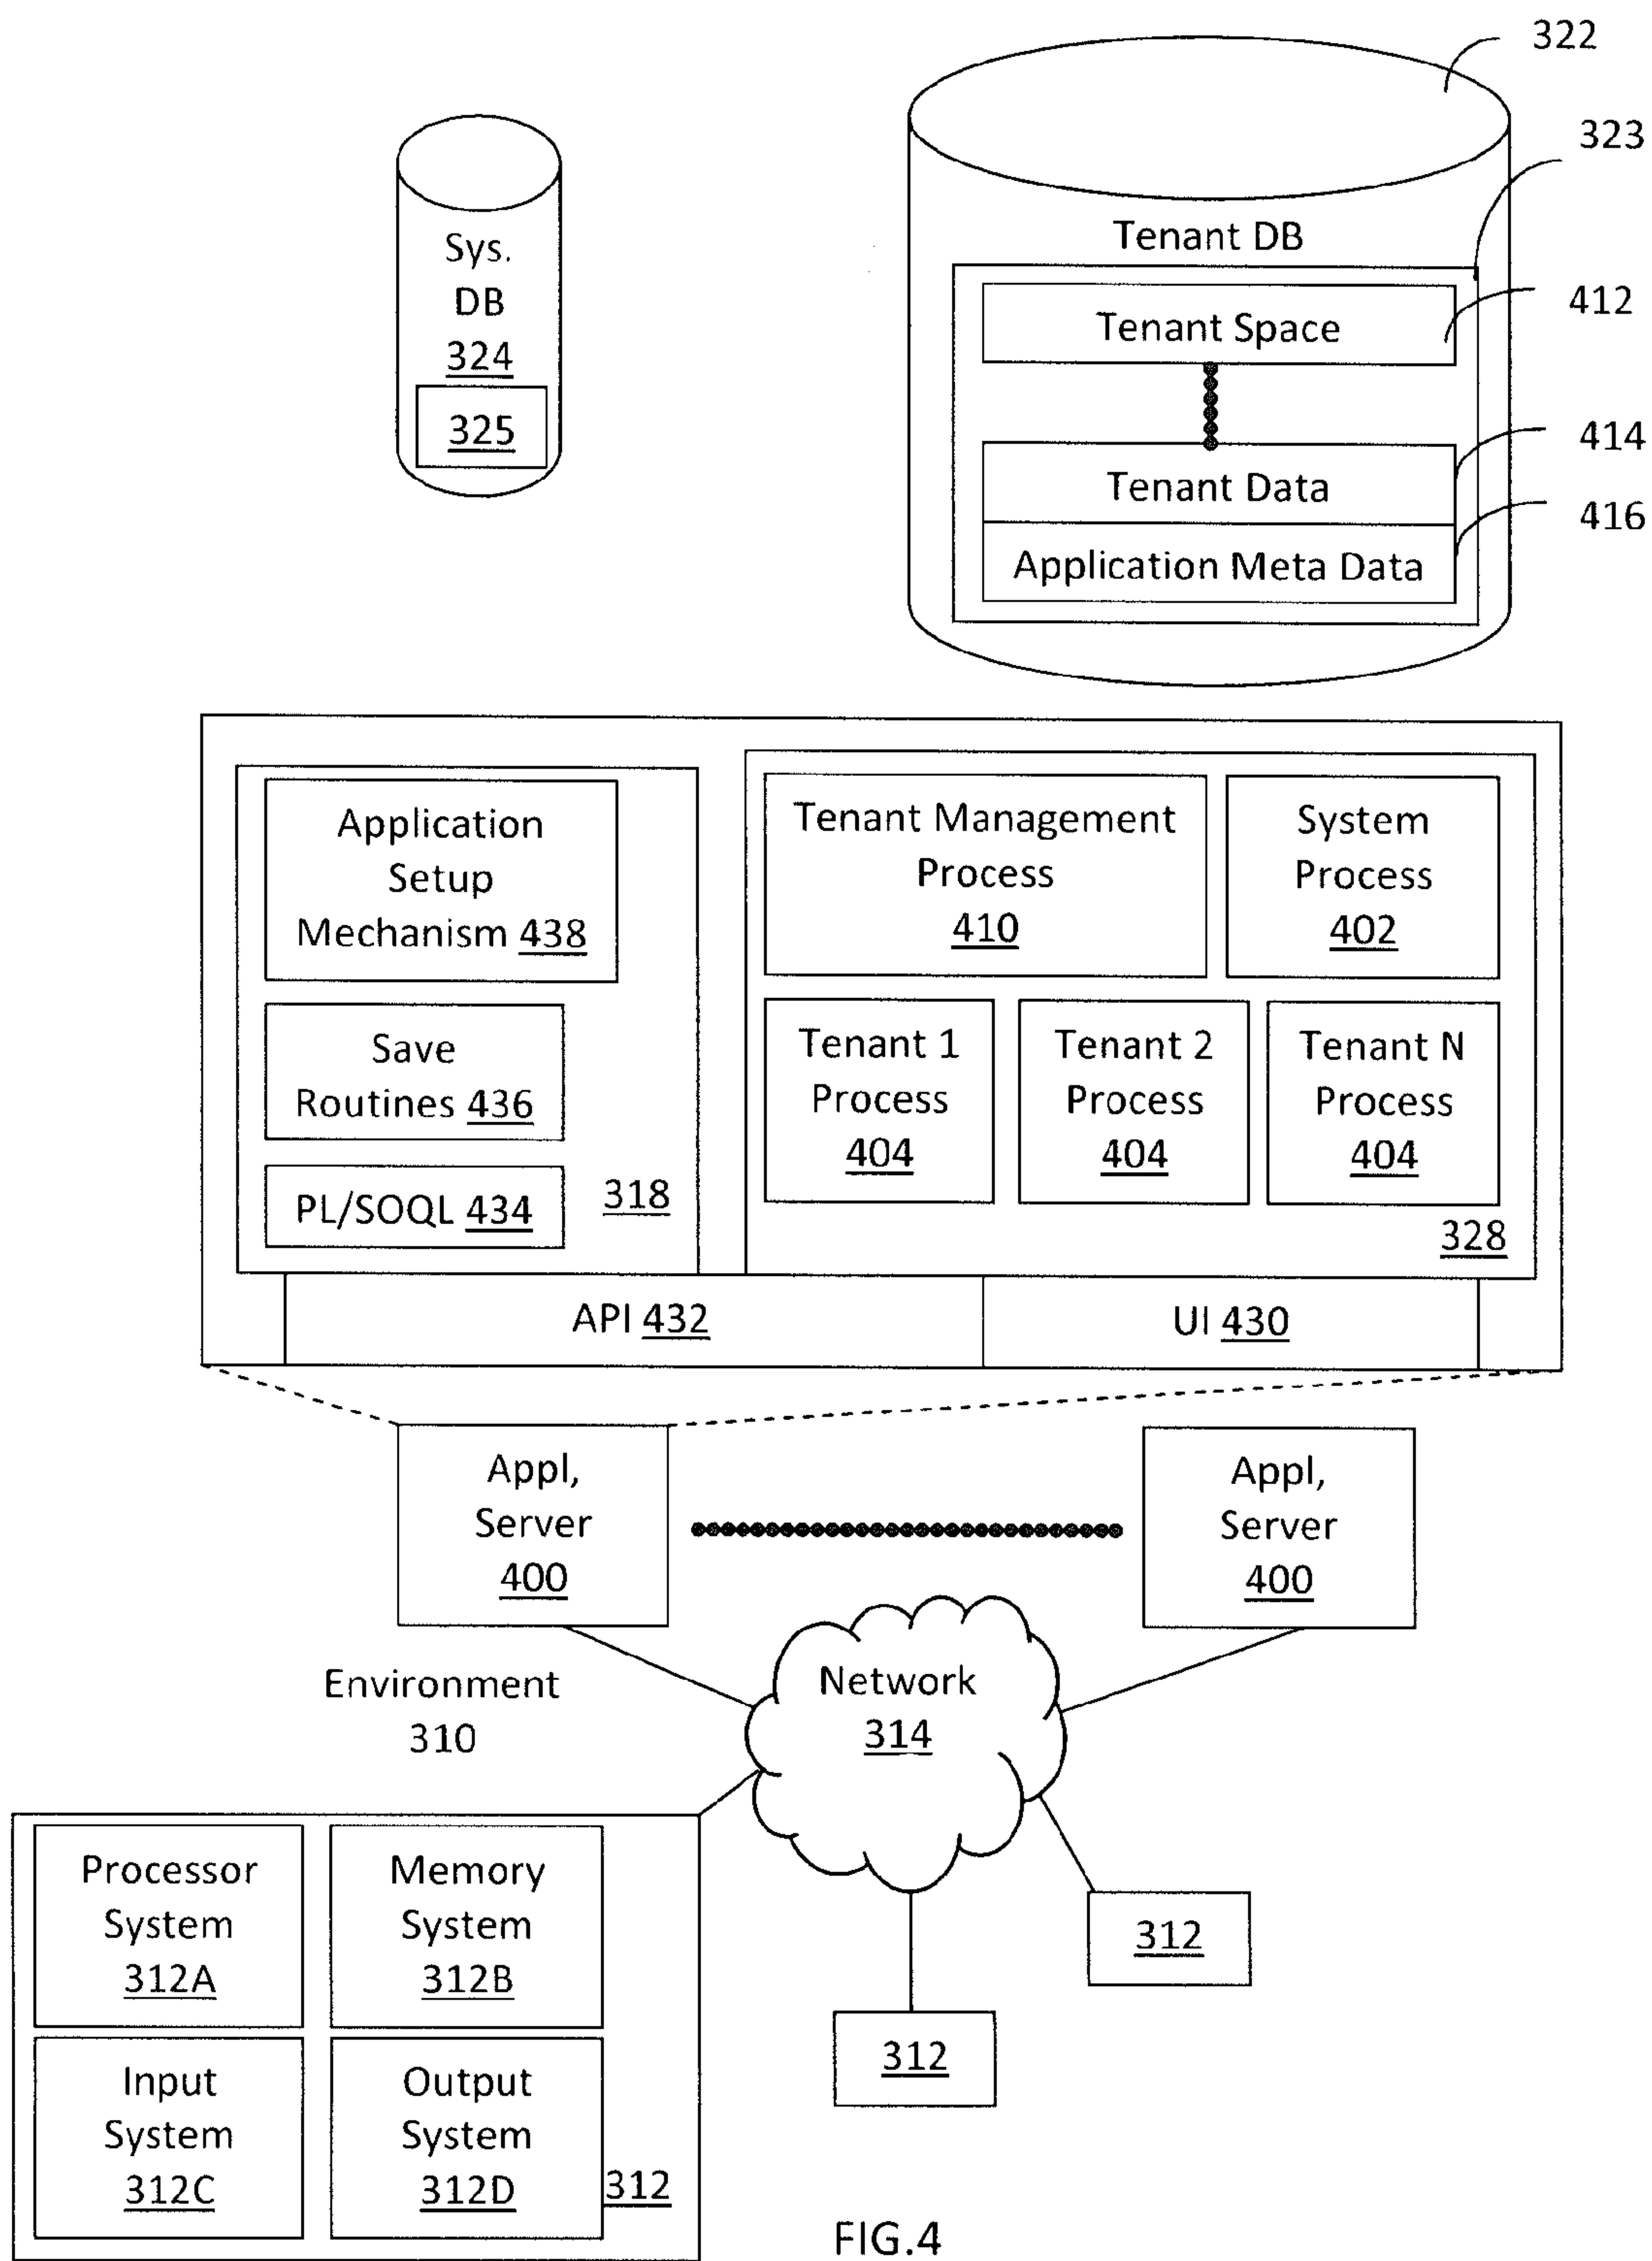 322
323
Tenant DB
Sys.
DB
324
325
Tenant Space
412
Tenant Data
414
Application Meta Data
416
Application
Setup
Mechanism 438
Save
Routines 436
PL/SOQL 434
318
Tenant Management
Process
410
System
Process
402
Tenant 1
Process
404
Tenant 2
Process
404
Tenant N
Process
404
328
API 432
UI 430
Appl,
Server
400
Appl,
Server
400
Environment
310
Network
314
Processor
System
312A
Memory
System
312B
Input
System
312C
Output
System
312D
312
312
312
FIG.4